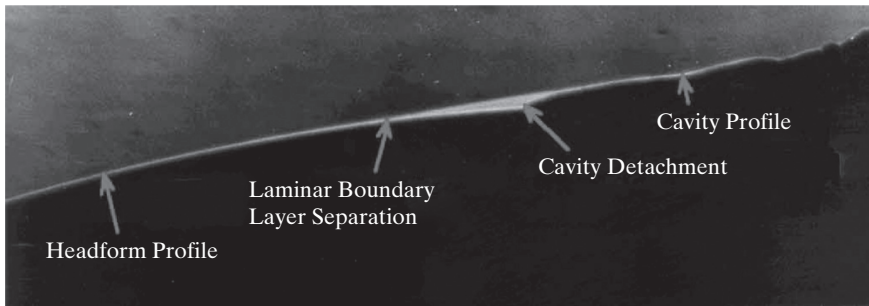 Cavity Profile
Cavity Detachment
Laminar Boundary
Layer Separation
Headform Profile